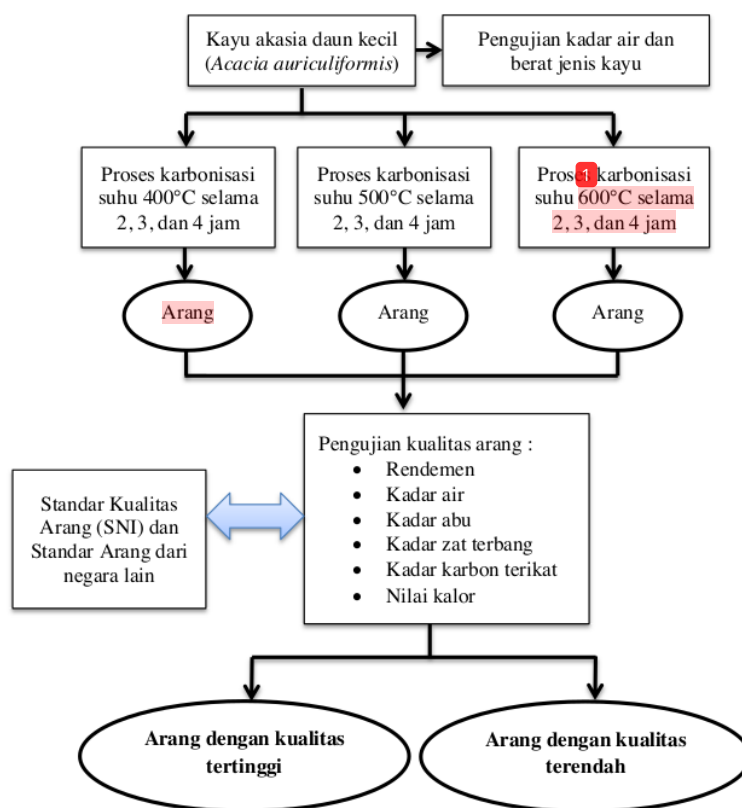 Kayu akasia daun kecil
(Acacia auriculiformis)
Pengujian kadar air dan
berat jenis kayu
Proses karbonisasi
suhu 400°C selama
2, 3, dan 4 jam
Proses karbonisasi
suhu 500°C selama
2, 3, dan 4 jam
Proses karbonisasi
1
suhu 600°C selama
2, 3, dan 4 jam
Arang
Arang
Arang
Pengujian kualitas arang :
• Rendemen
• Kadar air
• Kadar abu
• Kadar zat terbang
• Kadar karbon terikat
• Nilai kalor
Standar Kualitas
Arang (SNI) dan
Standar Arang dari
negara lain
Arang dengan kualitas
tertinggi
Arang dengan kualitas
terendah